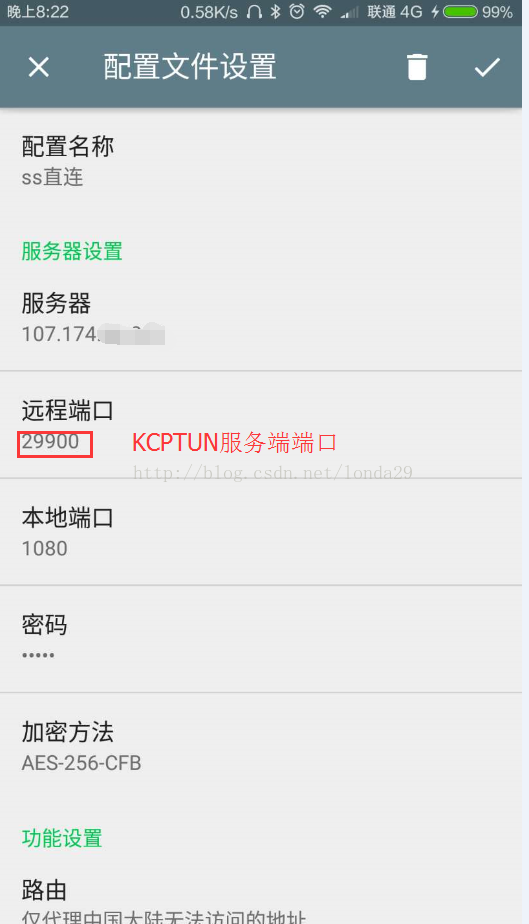 晚上8:22 0.58K/s 联通 4G 99%
配置文件设置
配置名称
ss直连
服务器设置
服务器
107.174.
远程端口
29900 KCPTUN服务端端口
http://blog.csdn.net/londa29
本地端口
1080
密码
•••••
加密方法
AES-256-CFB
功能设置
路由
仅代理中国大陆无法访问的地址